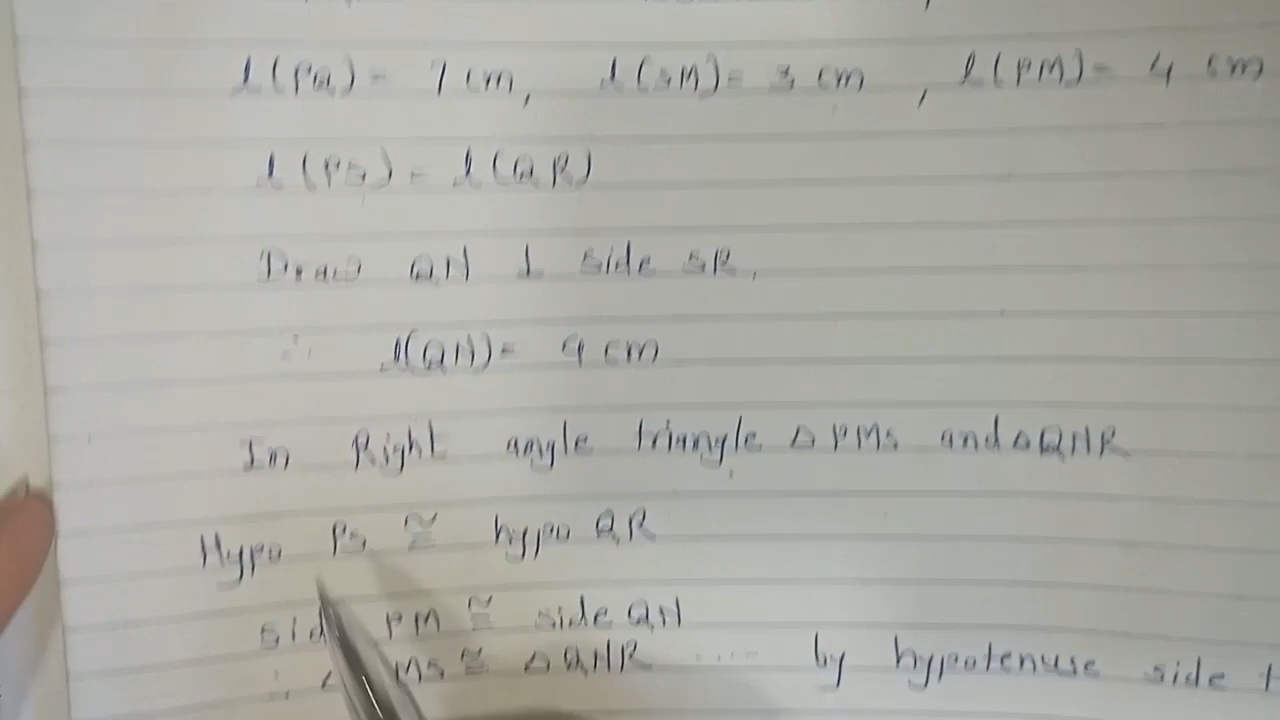 l(PQ) = 7 cm, l(SM) = 3 cm, l(PM) = 4 cm
l(PS) = l(QR)
Draw QN ⊥ side SR.
∴ l(QN) = 4 cm
In Right angle triangle △PMS and △QNR
Hypo PS ≅ hypo QR
side PM ≅ side QN
∴ △ MS ≅ △QNR .... by hypotenuse side